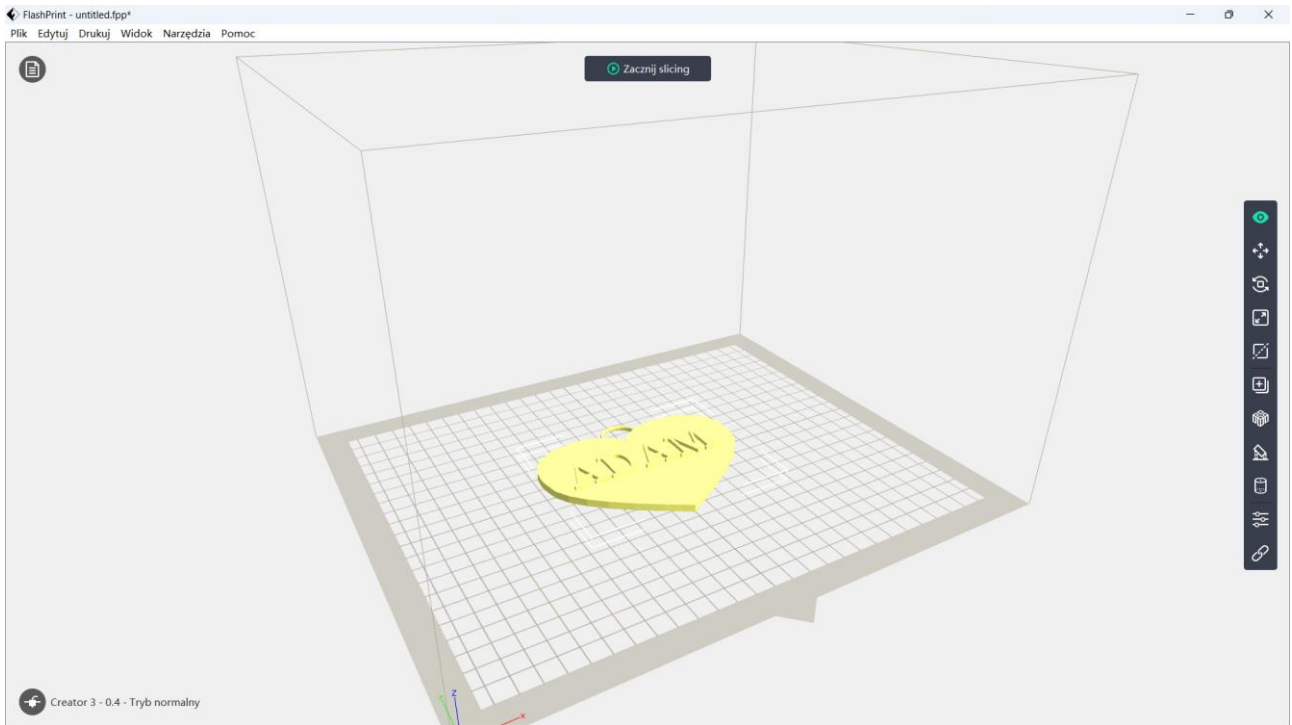 FlashPrint - untitled.fpp*
Plik Edytuj Drukuj Widok Narzędzia Pomoc
Zacznij slicing
ADAM
Creator 3 - 0.4 - Tryb normalny
Z
X